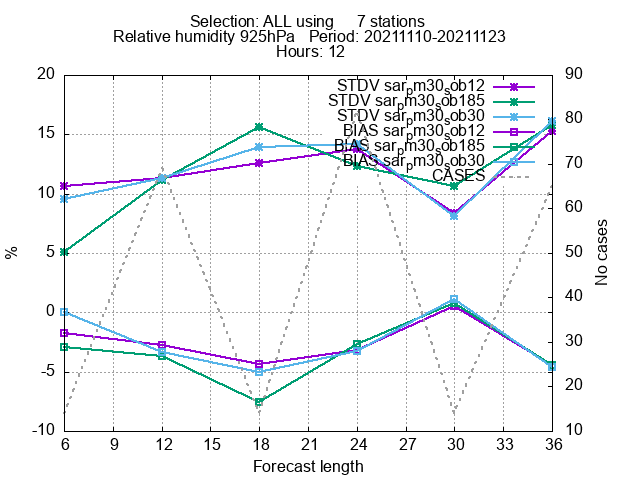 Selection: ALL using 7 stations
Relative humidity 925hPa Period: 20211110-20211123
Hours: 12
20
15
10
5
0
-5
-10
%
90
80
70
60
50
40
30
20
10
No cases
STDV sar_pm30_sob12
STDV sar_pm30_sob185
STDV sar_pm30_sob30
BIAS sar_pm30_sob12
BIAS sar_pm30_sob185
BIAS sar_pm30_sob30
CASES
6 9 12 15 18 21 24 27 30 33 36
Forecast length